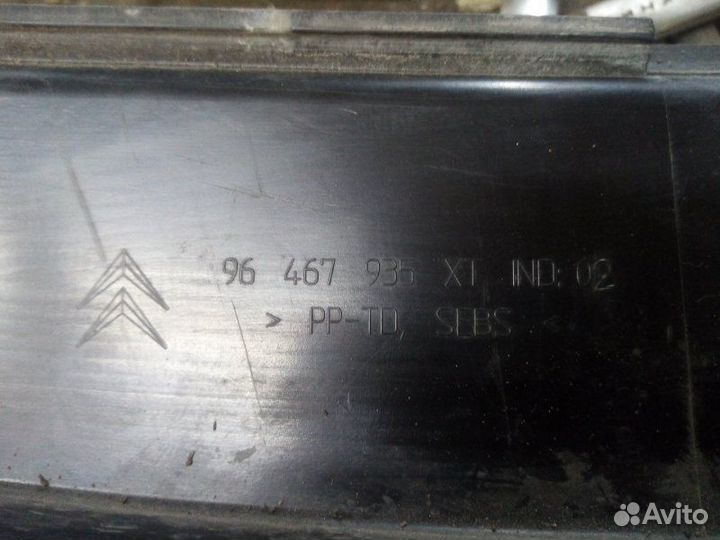 96 467 935 XT IND: 02
> PP-TD, SEBS <
Avito